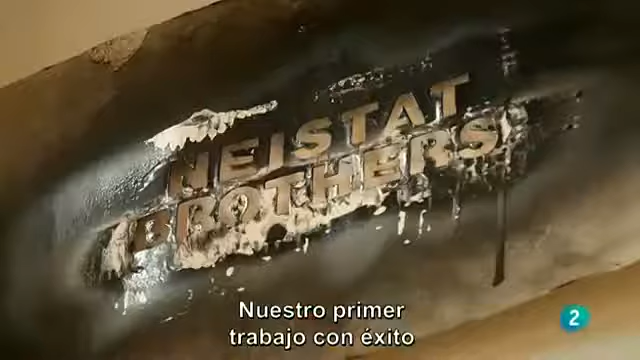 NEISTAT
BROTHERS
Nuestro primer
trabajo con éxito
2